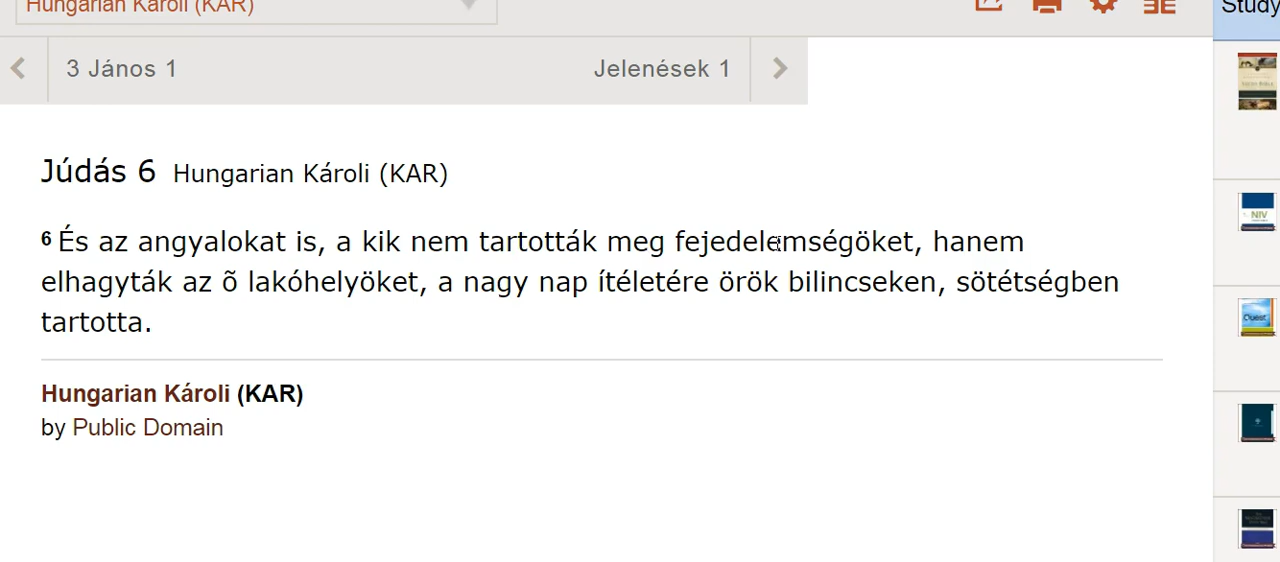 Hungarian Károli (KAR)
Study
3 János 1
Jelenések 1
Júdás 6 Hungarian Károli (KAR)
6 És az angyalokat is, a kik nem tartották meg fejedelemségöket, hanem
elhagyták az õ lakóhelyöket, a nagy nap ítéletére örök bilincseken, sötétségben
tartotta.
Hungarian Károli (KAR)
by Public Domain
NIV
Quest